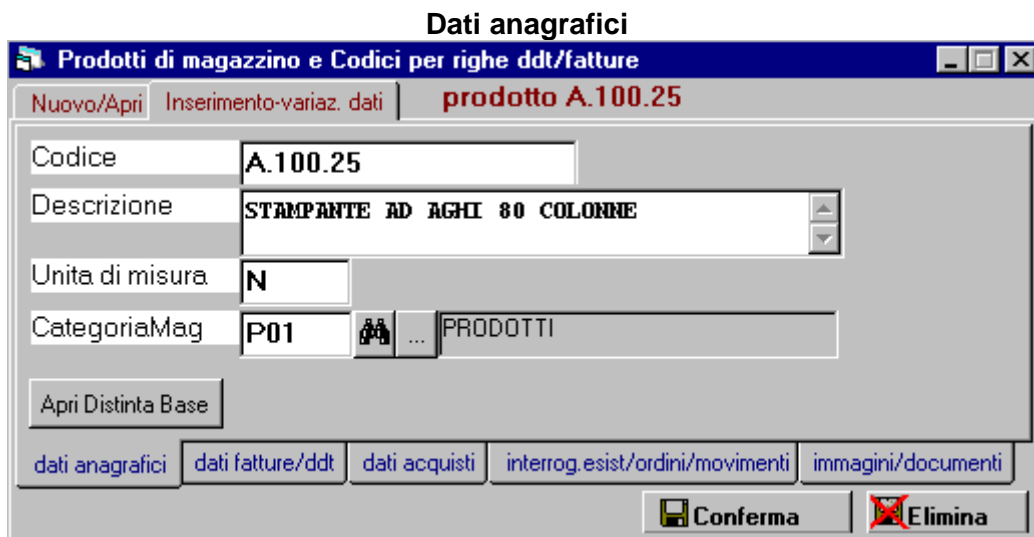 Dati anagrafici
Prodotti di magazzino e Codici per righe ddt/fatture
Nuovo/Apri Inserimento-variaz. dati prodotto A.100.25
Codice A.100.25
Descrizione STAMPANTE AD AGHI 80 COLONNE
Unita di misura N
CategoriaMag P01 ... PRODOTTI
Apri Distinta Base
dati anagrafici dati fatture/ddt dati acquisti interrog.esist/ordini/movimenti immagini/documenti
Conferma Elimina